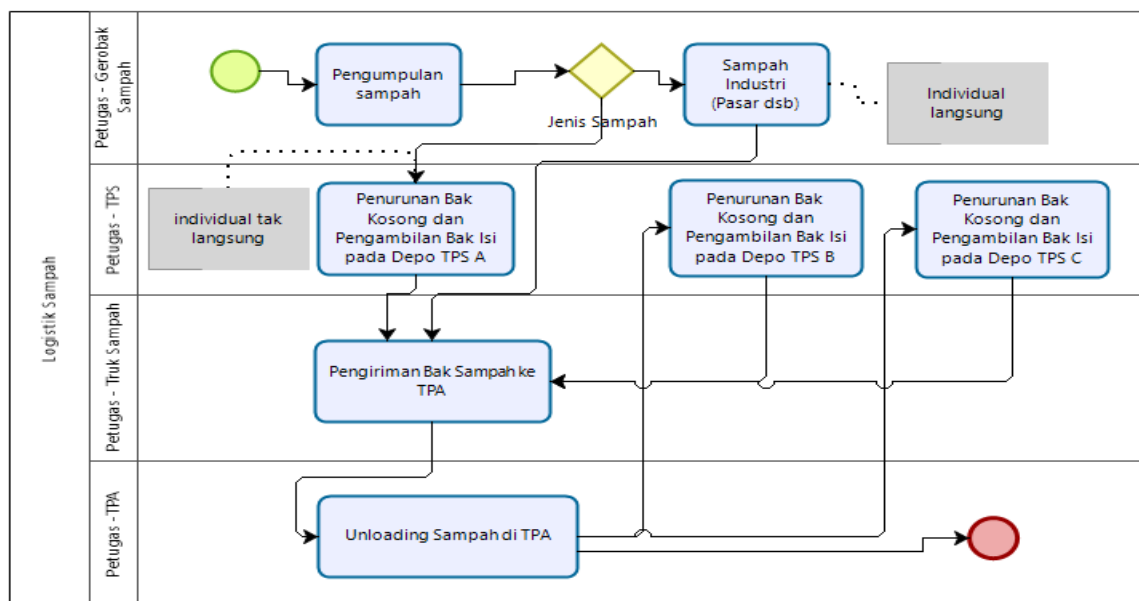 Logistik Sampah
Petugas - Gerobak
Sampah
Pengumpulan
sampah
Jenis Sampah
Sampah
Industri
(Pasar dsb)
Individual
langsung
Petugas - TPS
individual tak
langsung
Penurunan Bak
Kosong dan
Pengambilan Bak Isi
pada Depo TPS A
Penurunan Bak
Kosong dan
Pengambilan Bak Isi
pada Depo TPS B
Penurunan Bak
Kosong dan
Pengambilan Bak Isi
pada Depo TPS C
Petugas - Truk Sampah
Pengiriman Bak Sampah ke
TPA
Petugas -TPA
Unloading Sampah di TPA